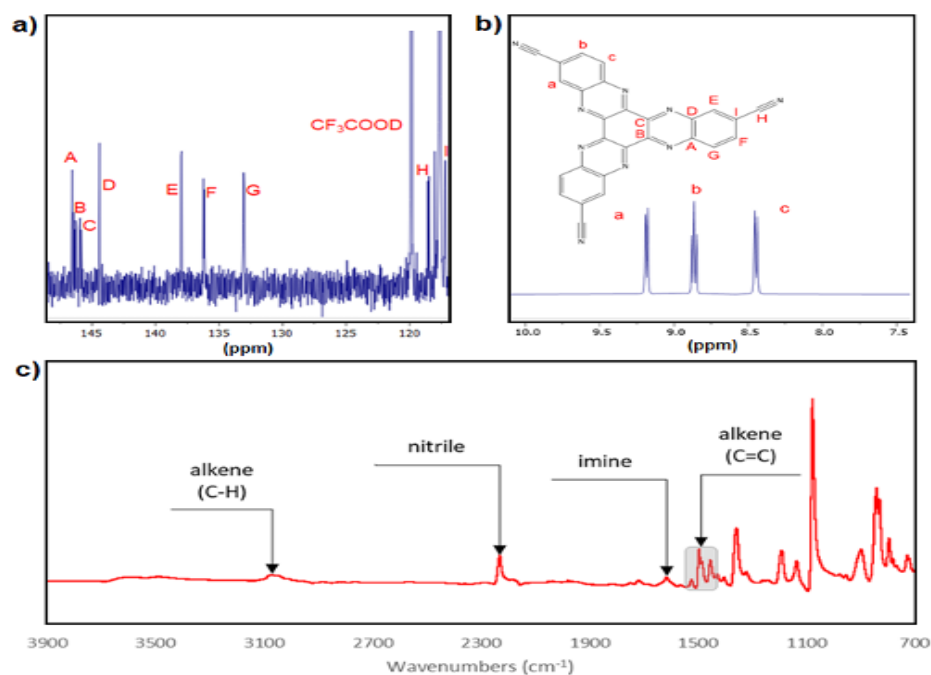 a)
CF3COOD
A
B
C
D
E
F
G
H
I
145 140 135 130 125 120
(ppm)
b)
N
b
c
a
N
N
N
N
E
I
N
D
H
C
B
F
N
A
G
N
N
N
a
b
c
10.0 9.5 9.0 8.5 8.0 7.5
(ppm)
c)
alkene
(C-H)
nitrile
imine
alkene
(C=C)
3900 3500 3100 2700 2300 1900 1500 1100 700
Wavenumbers (cm-1)